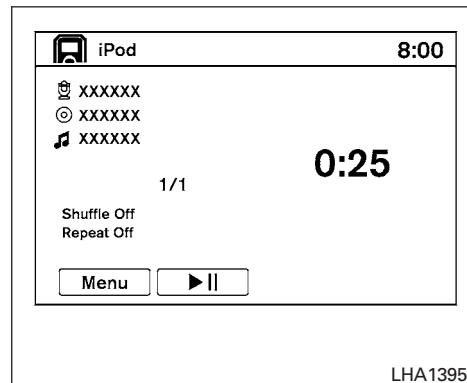 iPod 8:00
XXXXXX
XXXXXX
XXXXXX
0:25
1/1
Shuffle Off
Repeat Off
Menu
LHA1395